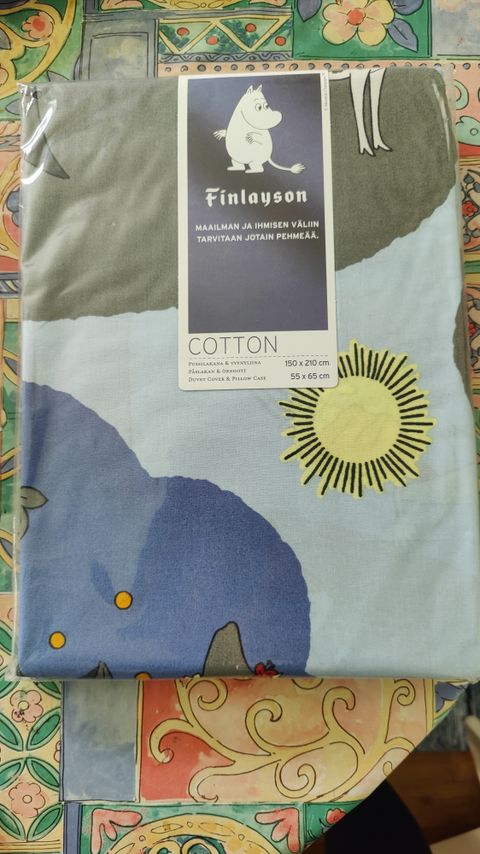 Finlayson
MAAILMAN JA IHMISEN VÄLIIN
TARVITAAN JOTAIN PEHMEÄÄ.
COTTON
Pussilakana & tyynyliina 150 x 210 cm
Påslakan & örngott 55 x 65 cm
Duvet Cover & Pillow Case